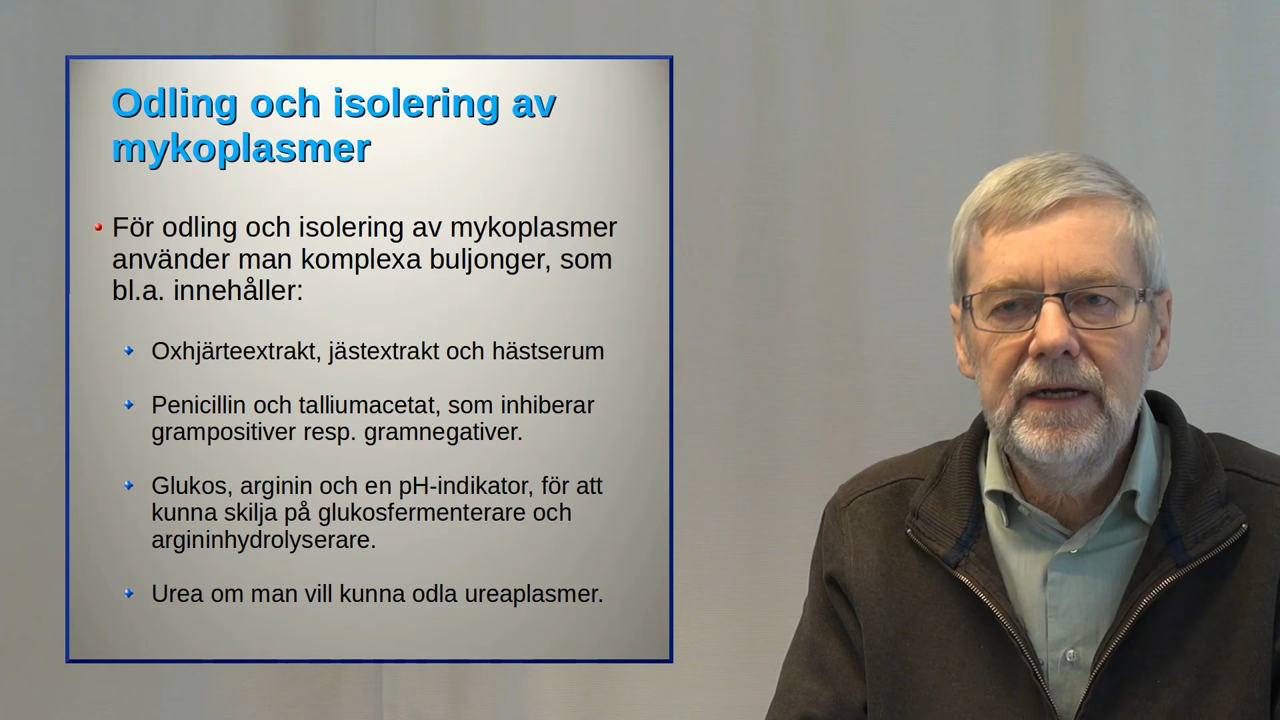 Odling och isolering av
mykoplasmer
För odling och isolering av mykoplasmer
använder man komplexa buljonger, som
bl.a. innehåller:
Oxhjärteextrakt, jästextrakt och hästserum
Penicillin och talliumacetat, som inhiberar
grampositiver resp. gramnegativer.
Glukos, arginin och en pH-indikator, för att
kunna skilja på glukosfermenterare och
argininhydrolyserare.
Urea om man vill kunna odla ureaplasmer.